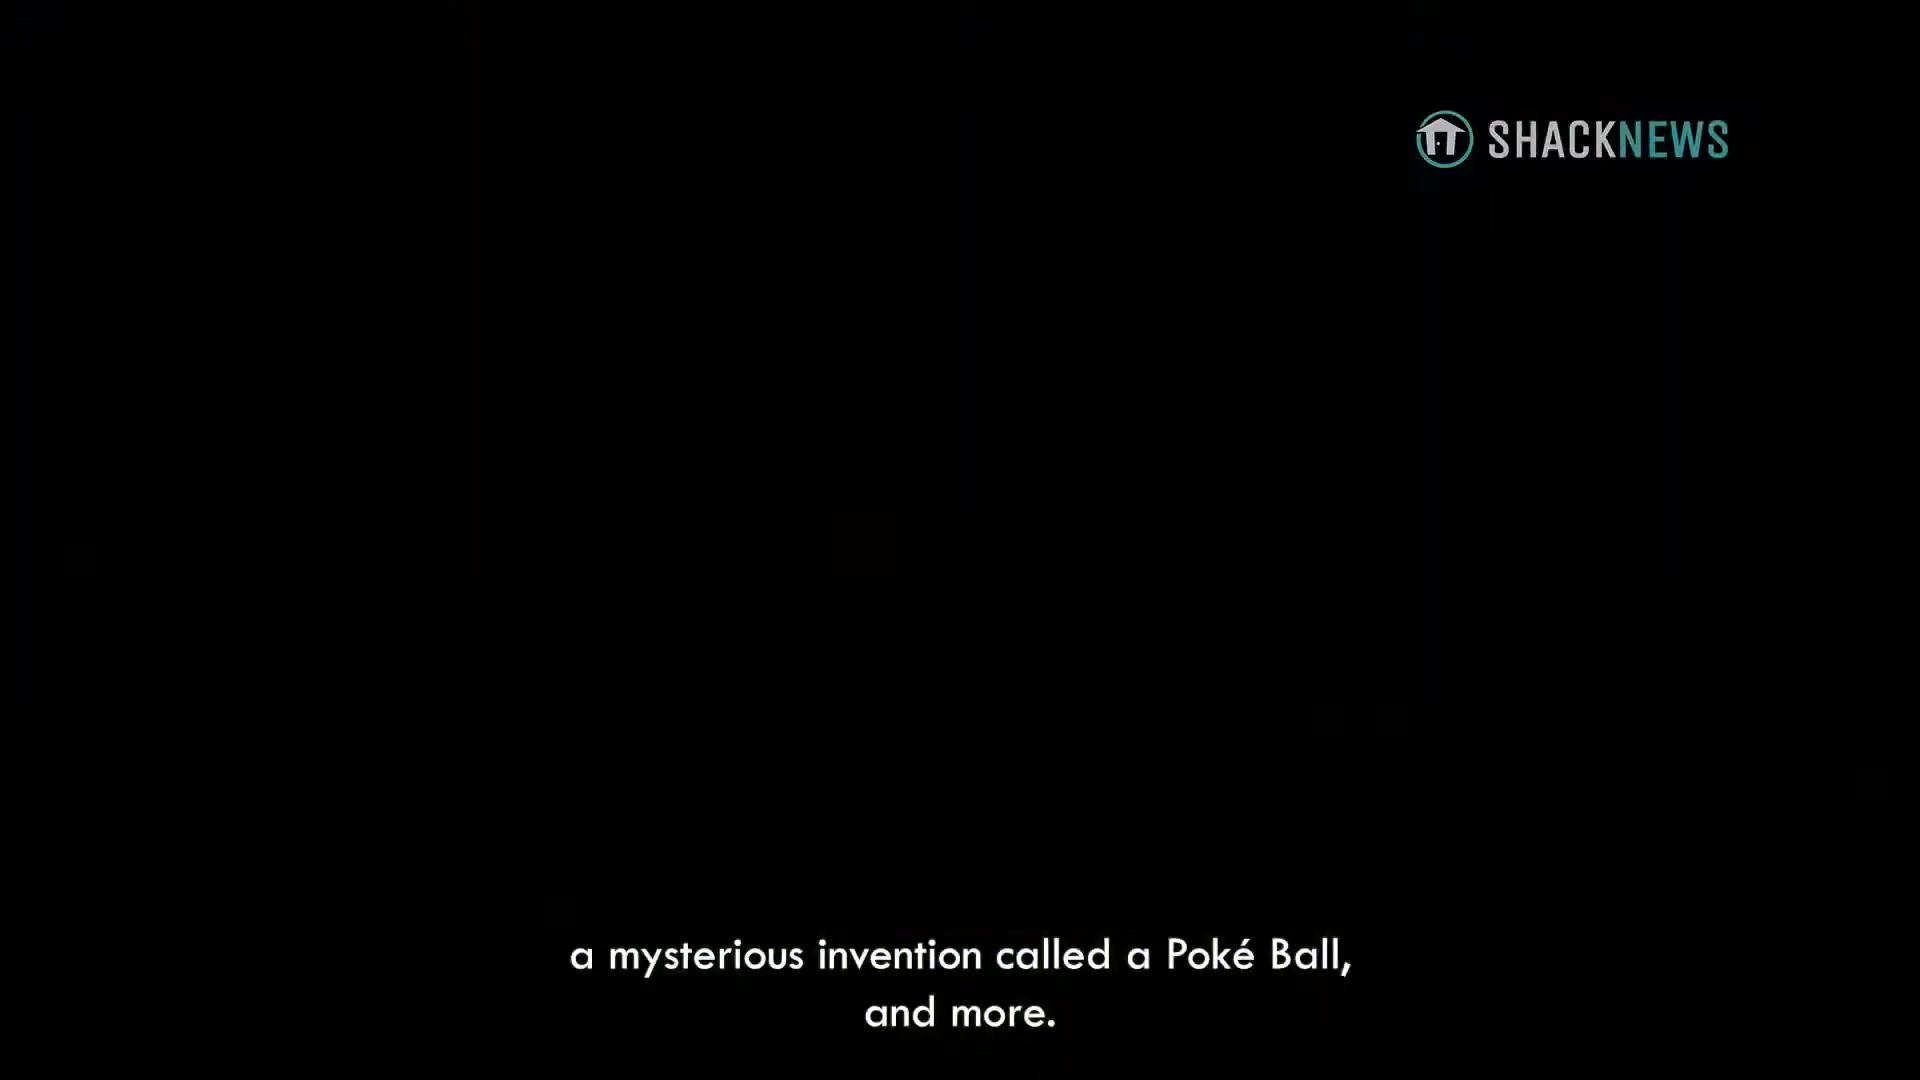 SHACKNEWS
a mysterious invention called a Poké Ball,
and more.